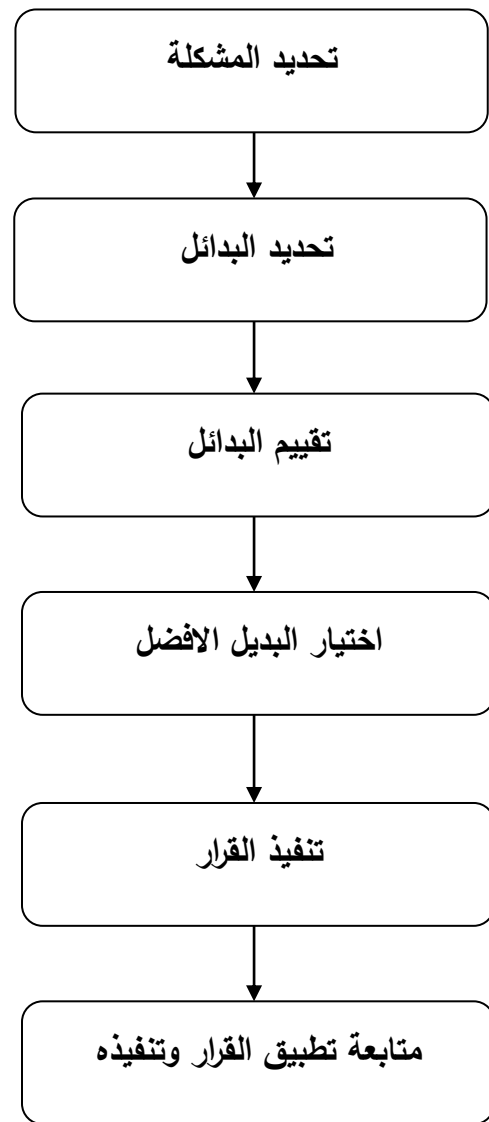 تحديد المشكلة
تحديد البدائل
تقييم البدائل
اختيار البديل الافضل
تنفيذ القرار
متابعة تطبيق القرار وتنفيذه